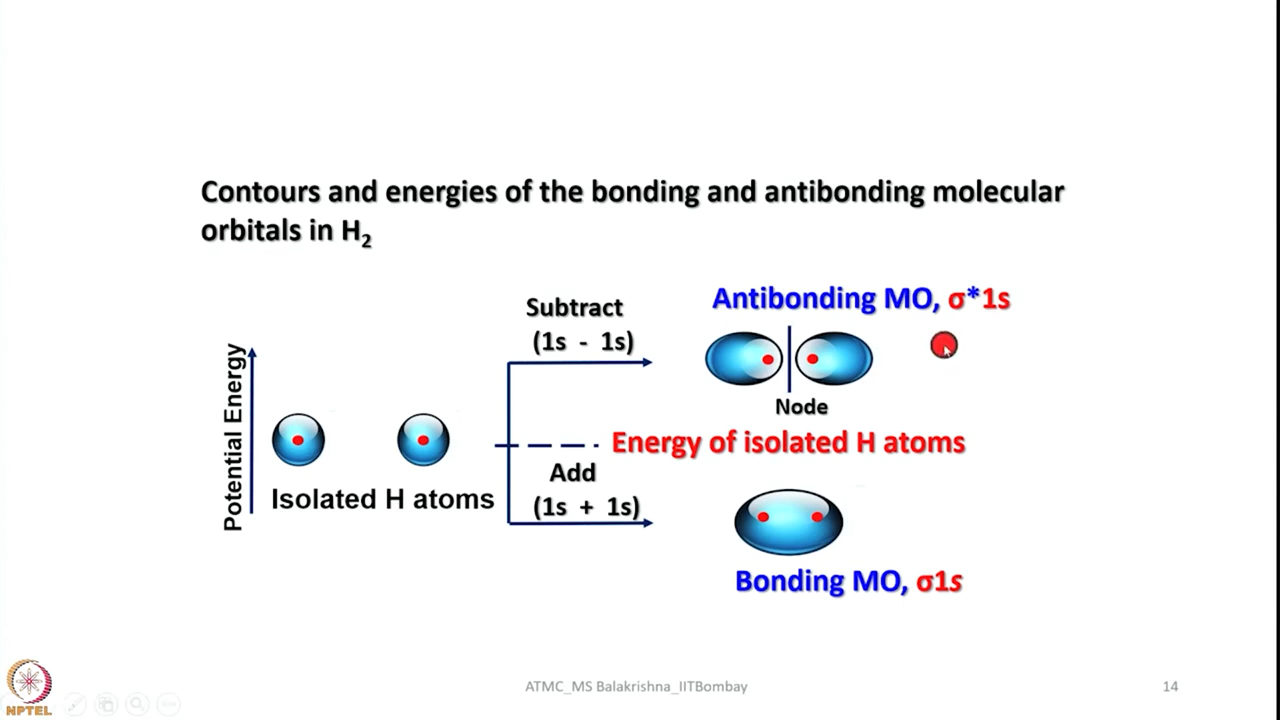 Contours and energies of the bonding and antibonding molecular
orbitals in H₂
Potential Energy
Isolated H atoms
Subtract
(1s - 1s)
Antibonding MO, σ*1s
Node
Energy of isolated H atoms
Add
(1s + 1s)
Bonding MO, σ1s
NPTEL
ATMC_MS Balakrishna_IITBombay
14